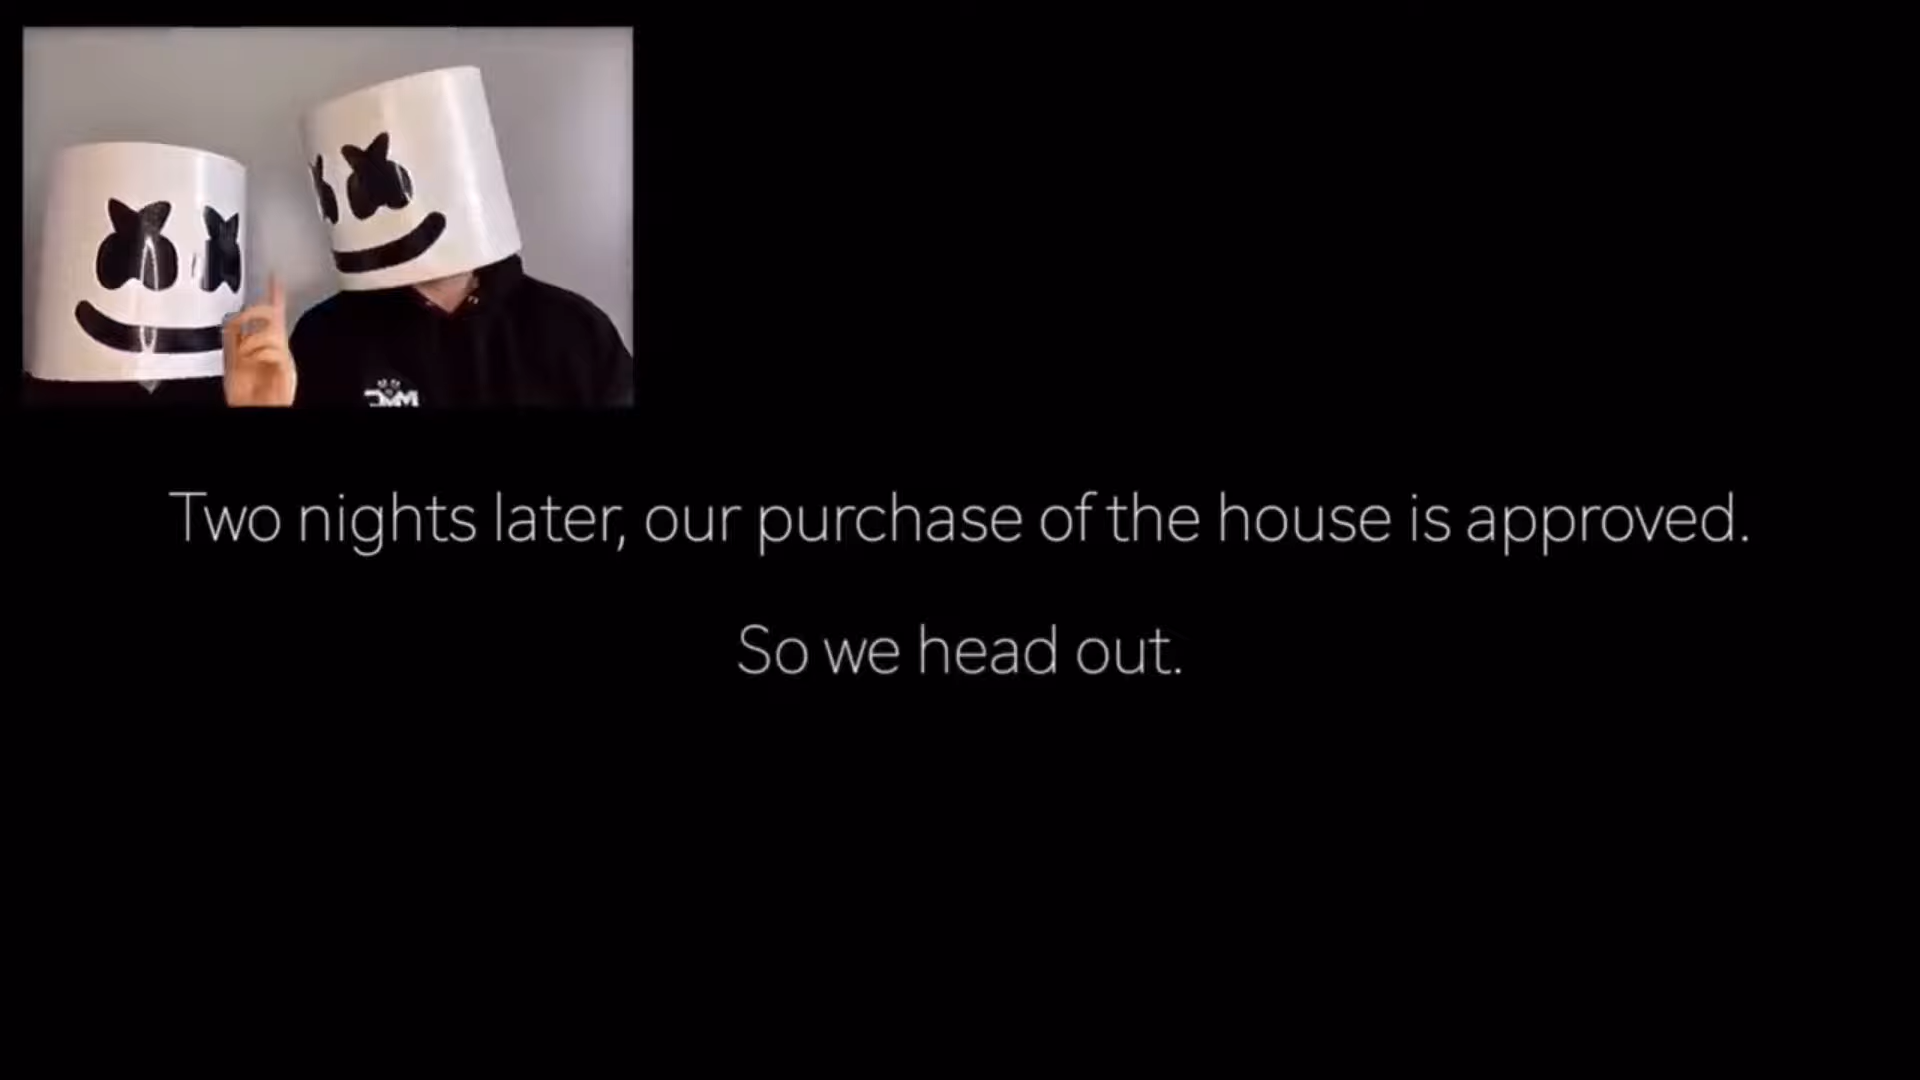 Two nights later, our purchase of the house is approved.
So we head out.